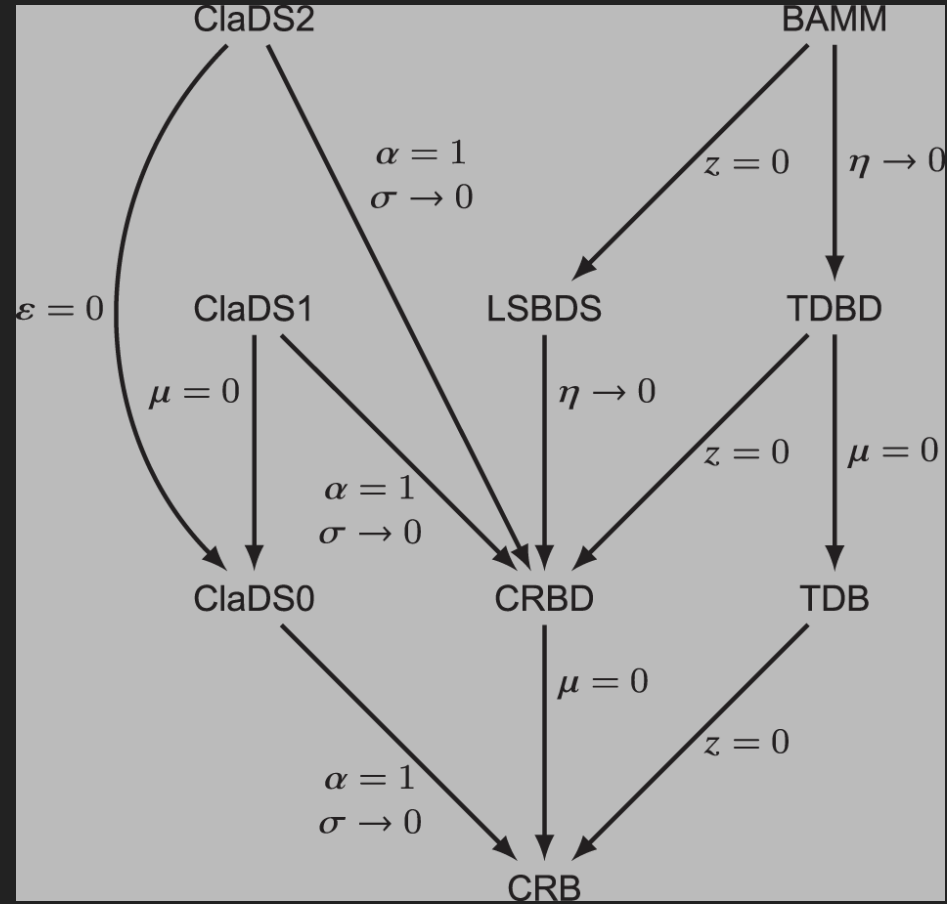 ClaDS2
BAMM
α = 1
σ → 0
z = 0
η → 0
ε = 0
ClaDS1
LSBDS
TDBD
μ = 0
η → 0
z = 0
μ = 0
α = 1
σ → 0
ClaDS0
CRBD
TDB
μ = 0
z = 0
α = 1
σ → 0
CRB